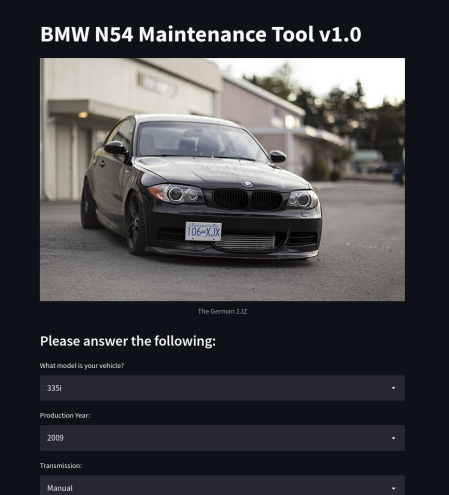 BMW N54 Maintenance Tool v1.0
106 XJX
The German 2JZ
Please answer the following:
What model is your vehicle?
335i
Production Year:
2009
Transmission:
Manual